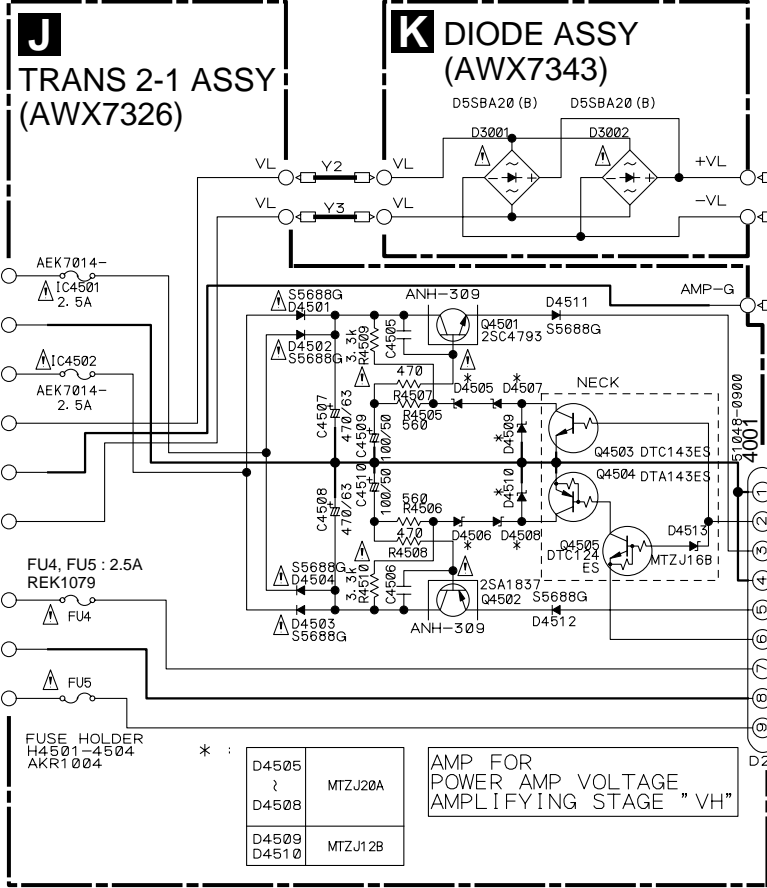 J
TRANS 2-1 ASSY
(AWX7326)
K DIODE ASSY
(AWX7343)
D5SBA20(B) D5SBA20(B)
D3001 D3002
VL Y2 VL +VL
VL Y3 VL -VL
AEK7014-
IC4501
2.5A
IC4502
AEK7014-
2.5A
AMP-G
S5688G
D4501
D4502
S5688G
3.3k
R4509
C4505
ANH-309
Q4501
2SC4793
D4511
S5688G
470
R4507
R4505
560
D4505 D4507
* *
C4507
470/63
C4509
100/50
* D4509
NECK
Q4503 DTC143ES
Q4504 DTA143ES
51048-0900
4001
C4508
470/63
C4510
100/50
* D4510
560
R4506
470
R4508
D4506 D4508
* *
Q4505
DTC124
ES
D4513
MTZJ16B
S5688G
D4504
D4503
S5688G
3.3k
R4510
C4506
2SA1837
Q4502
ANH-309
S5688G
D4512
FU4, FU5 : 2.5A
REK1079
FU4
FU5
FUSE HOLDER
H4501-4504
AKR1004
1
2
3
4
5
6
7
8
9
D2
* :
D4505
~
D4508
MTZJ20A
D4509
D4510
MTZJ12B
AMP FOR
POWER AMP VOLTAGE
AMPLIFYING STAGE "VH"